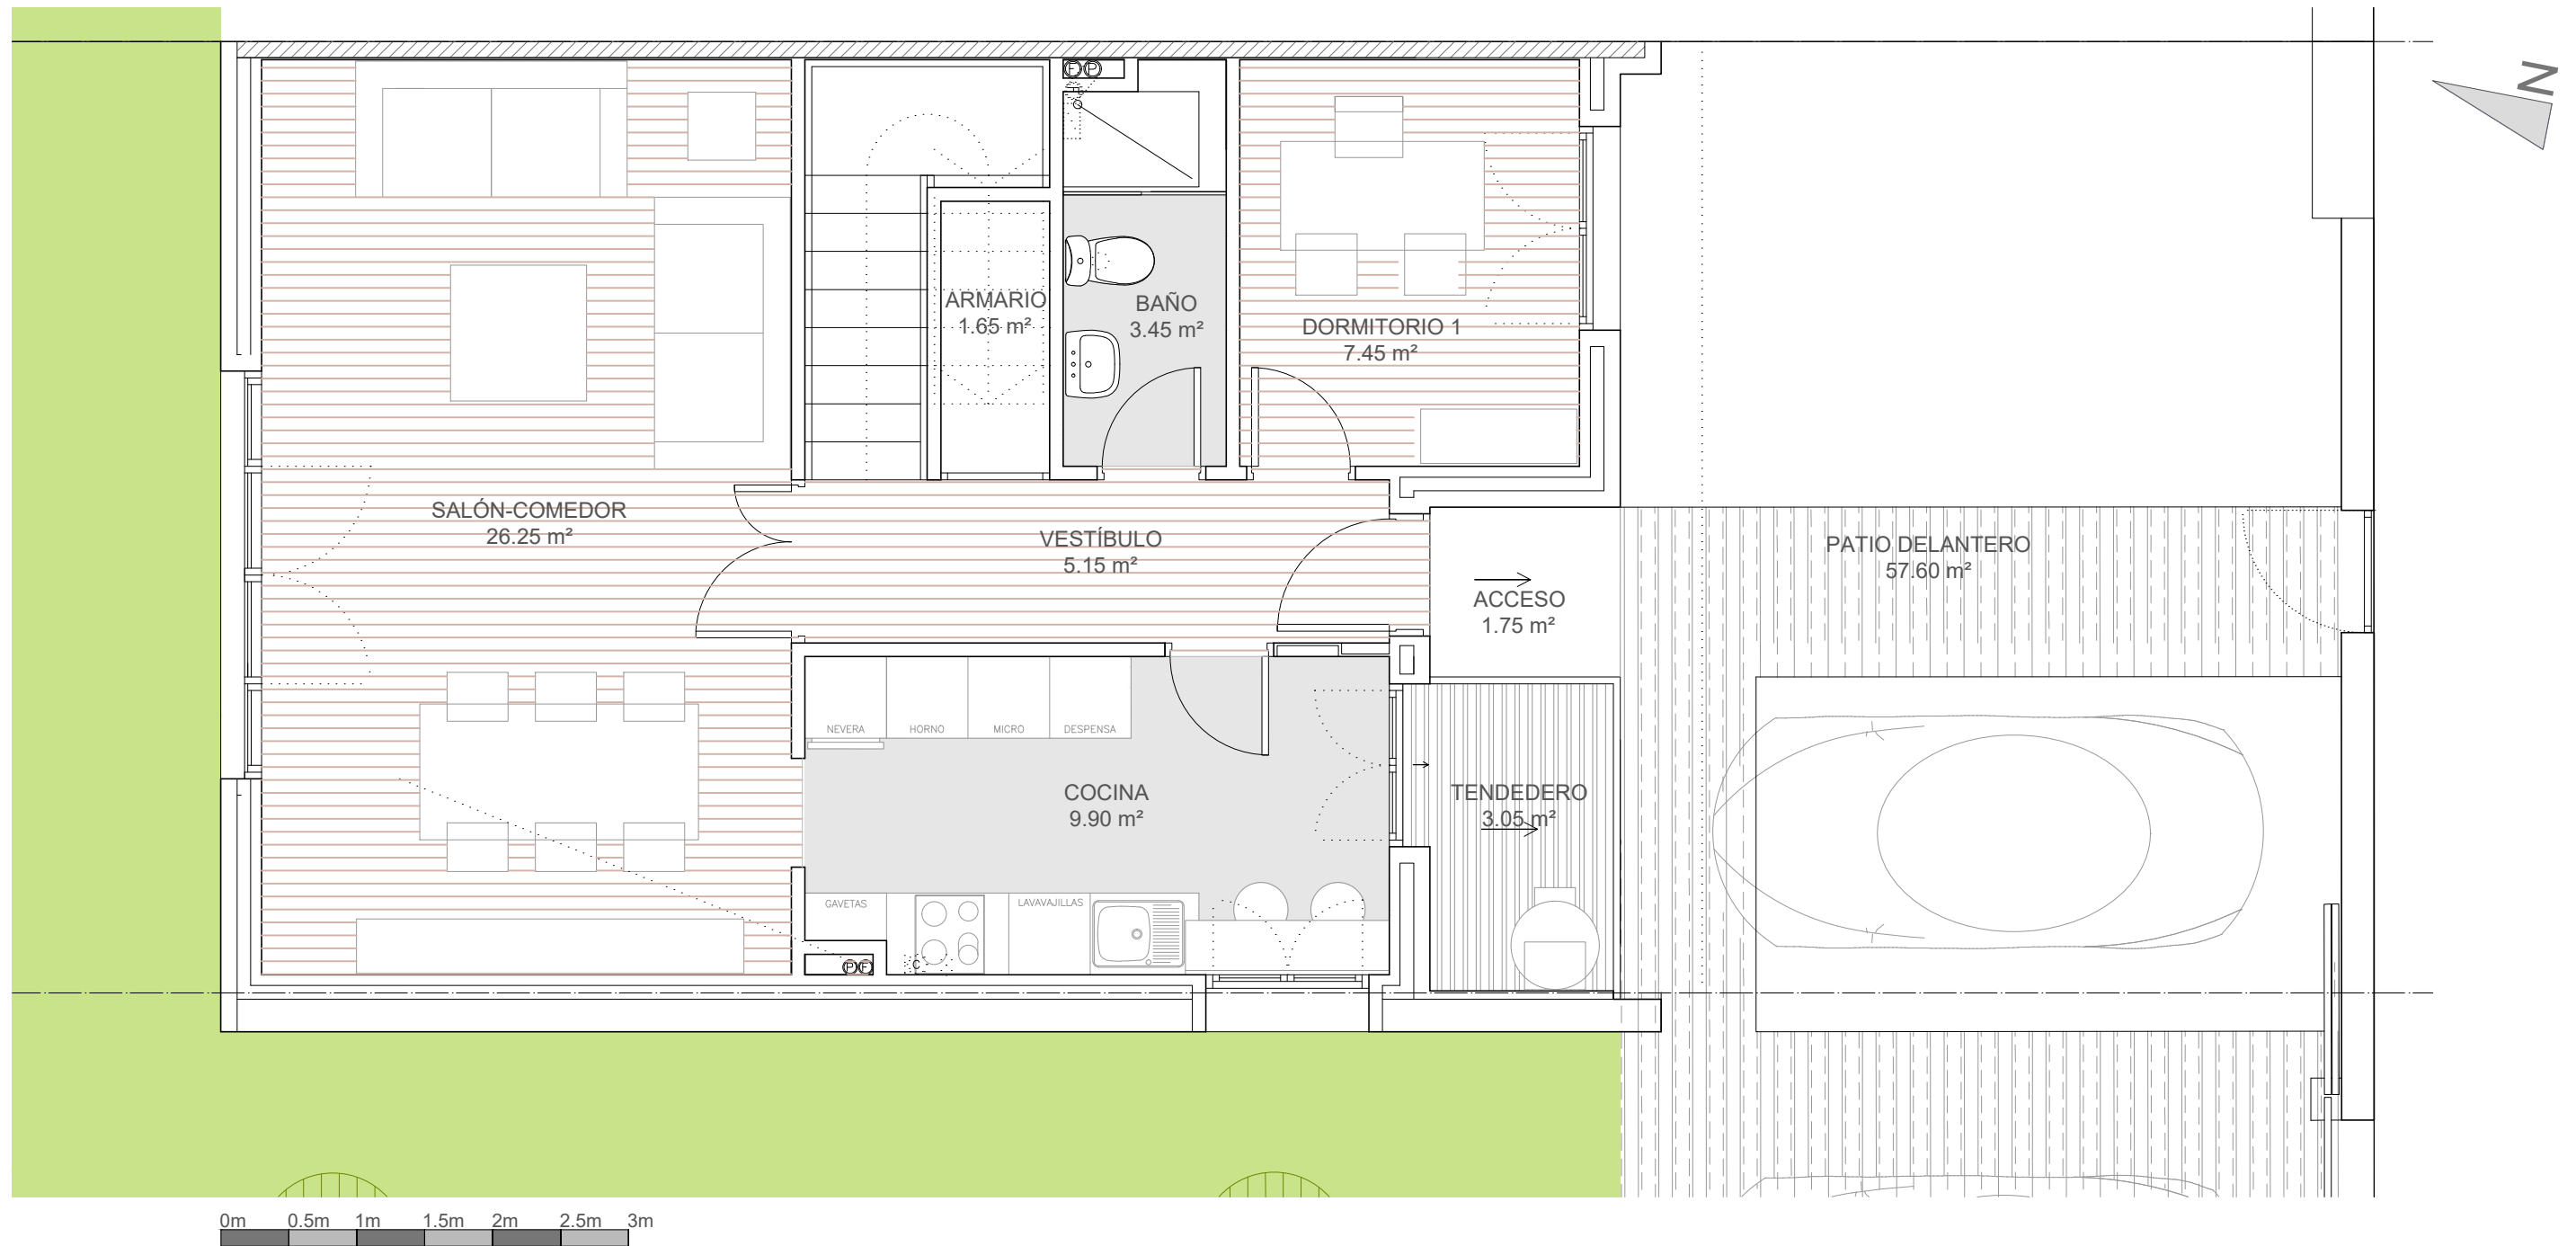 N
F P
ARMARIO
1.65 m²
BAÑO
3.45 m²
DORMITORIO 1
7.45 m²
SALÓN-COMEDOR
26.25 m²
VESTÍBULO
5.15 m²
PATIO DELANTERO
57.60 m²
ACCESO
1.75 m²
NEVERA HORNO MICRO DESPENSA
COCINA
9.90 m²
TENDEDERO
3.05 m²
GAVETAS LAVAVAJILLAS
P F C
0m 0.5m 1m 1.5m 2m 2.5m 3m